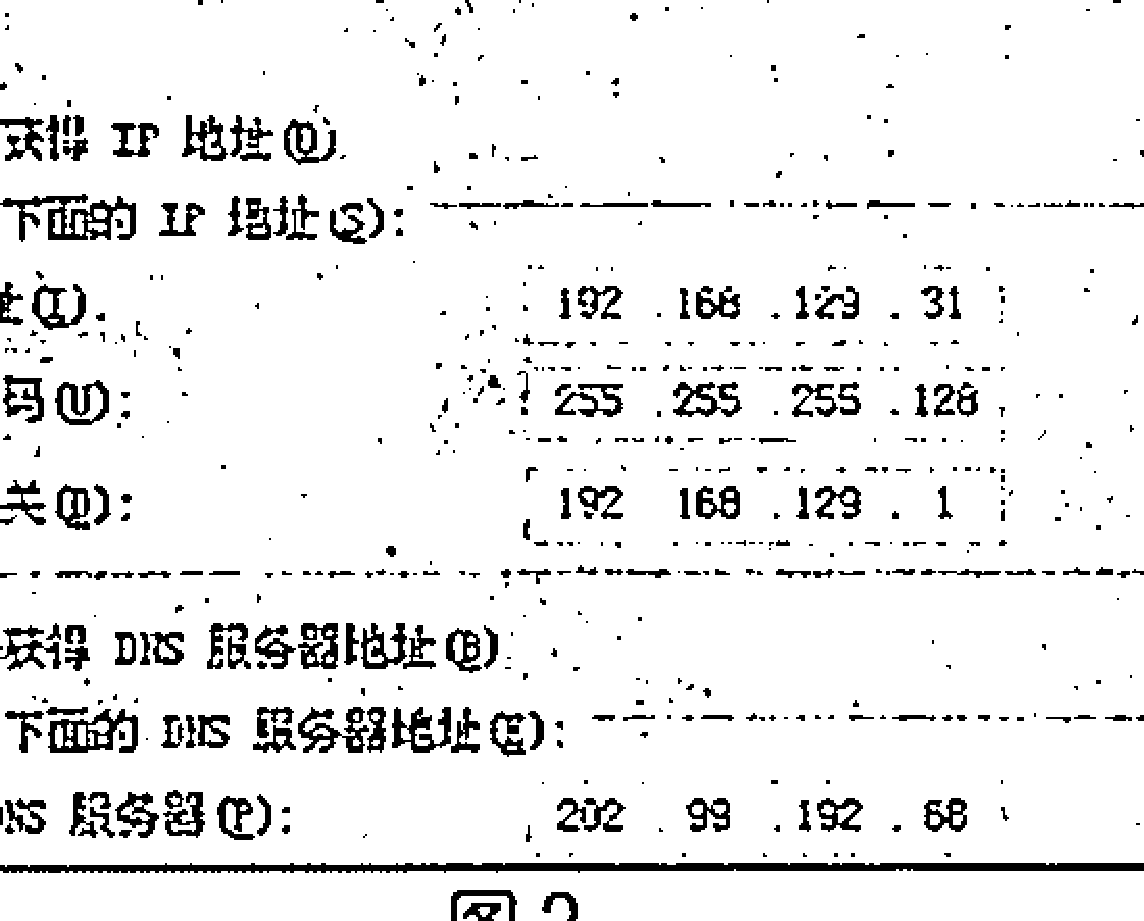 获得 IP 地址(O)
下面的 IP 地址(S):
址(I).
192 .168 .129 . 31
码(U):
255 .255 .255 .128
关(D):
192 168 .129 . 1
获得 DNS 服务器地址(B)
下面的 DNS 服务器地址(E):
DNS 服务器(P):
202 . 99 .192 . 68
图 2